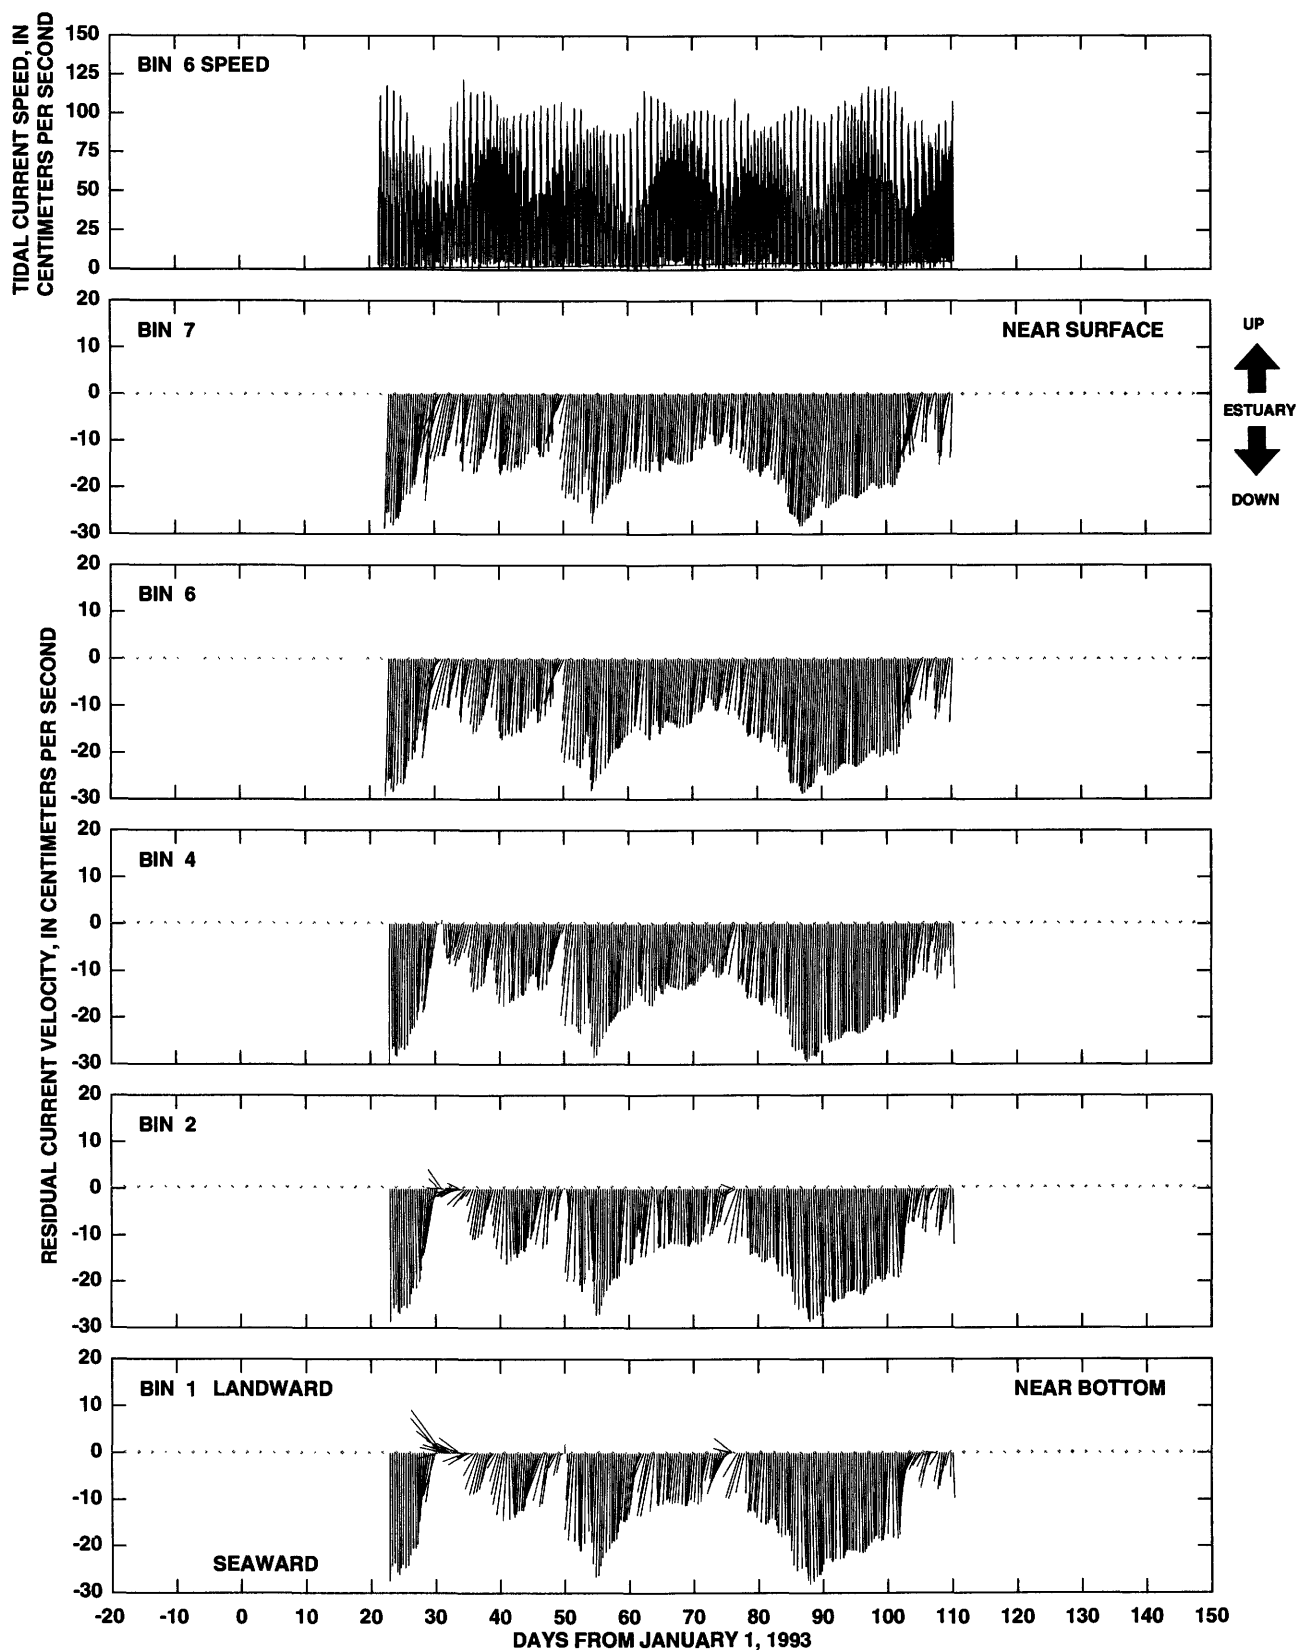 TIDAL CURRENT SPEED, IN
CENTIMETERS PER SECOND
150
125
100
75
50
25
0
BIN 6 SPEED
20
10
0
-10
-20
-30
BIN 7
NEAR SURFACE
UP
ESTUARY
DOWN
RESIDUAL CURRENT VELOCITY, IN CENTIMETERS PER SECOND
20
10
0
-10
-20
-30
BIN 6
20
10
0
-10
-20
-30
BIN 4
20
10
0
-10
-20
-30
BIN 2
20
10
0
-10
-20
-30
BIN 1 LANDWARD
NEAR BOTTOM
SEAWARD
-20 -10 0 10 20 30 40 50 60 70 80 90 100 110 120 130 140 150
DAYS FROM JANUARY 1, 1993